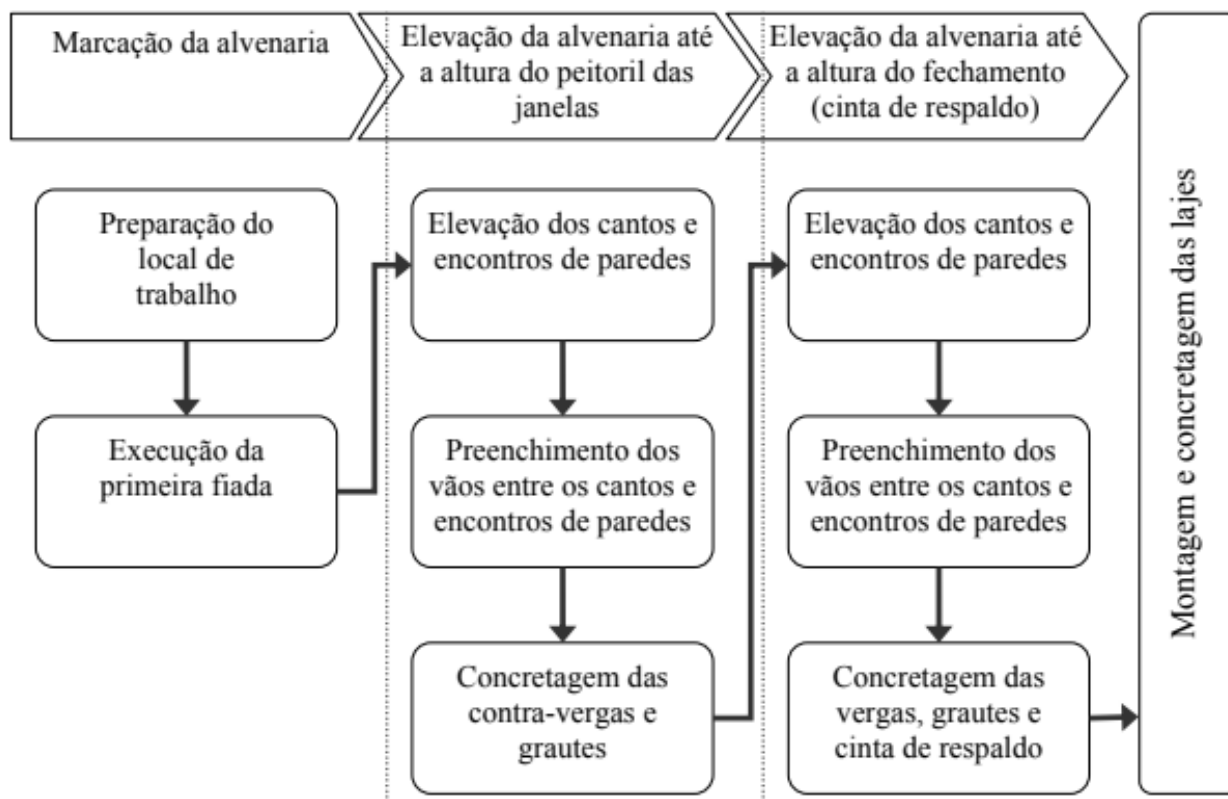 Marcação da alvenaria
Elevação da alvenaria até
a altura do peitoril das
janelas
Elevação da alvenaria até
a altura do fechamento
(cinta de respaldo)
Preparação do
local de
trabalho
Execução da
primeira fiada
Elevação dos cantos e
encontros de paredes
Preenchimento dos
vãos entre os cantos e
encontros de paredes
Concretagem das
contra-vergas e
grautes
Elevação dos cantos e
encontros de paredes
Preenchimento dos
vãos entre os cantos e
encontros de paredes
Concretagem das
vergas, grautes e
cinta de respaldo
Montagem e concretagem das lajes